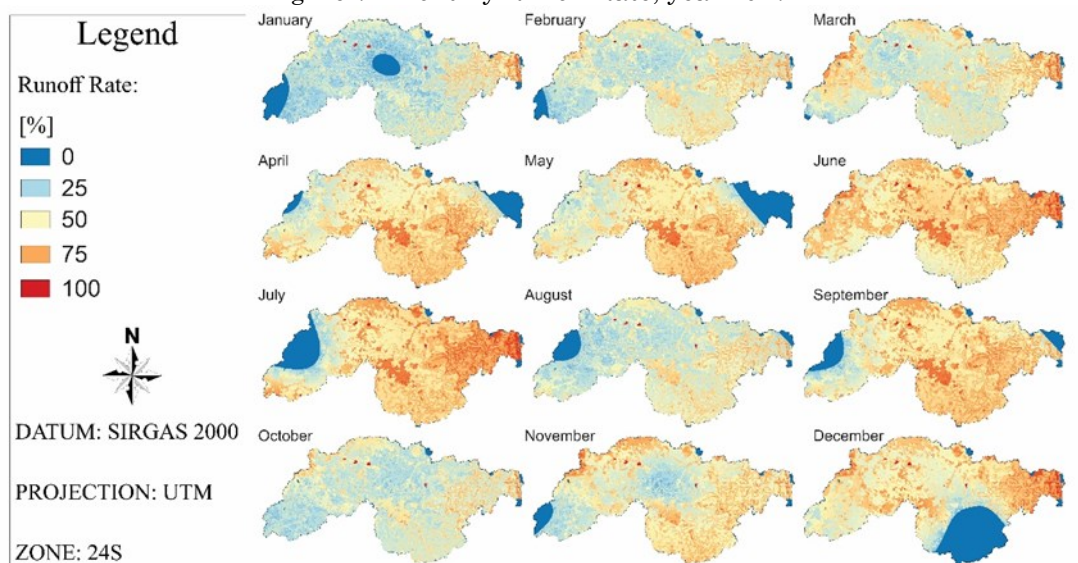 Legend
Runoff Rate:
[%]
0
25
50
75
100
N
DATUM: SIRGAS 2000
PROJECTION: UTM
ZONE: 24S
January
February
March
April
May
June
July
August
September
October
November
December